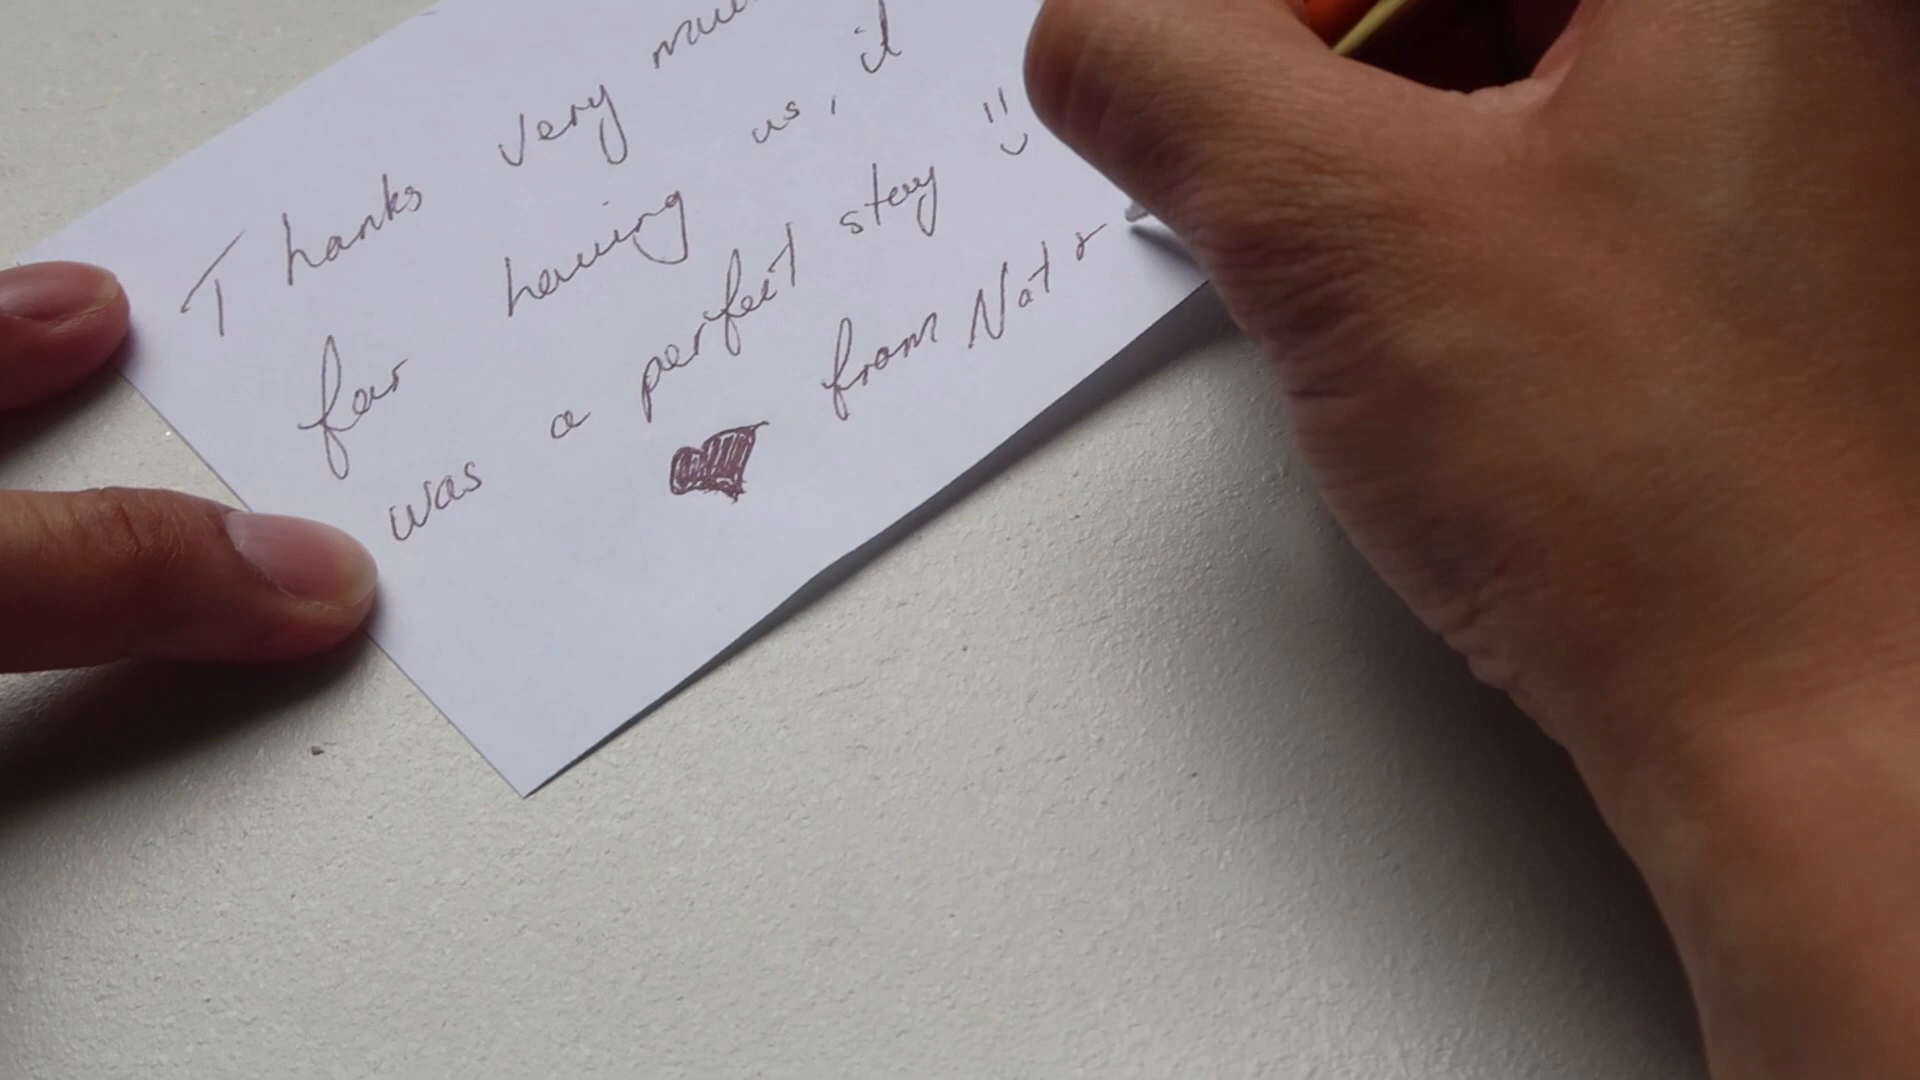 Thanks very
for having us, it
was a perfect stay
from Nat &